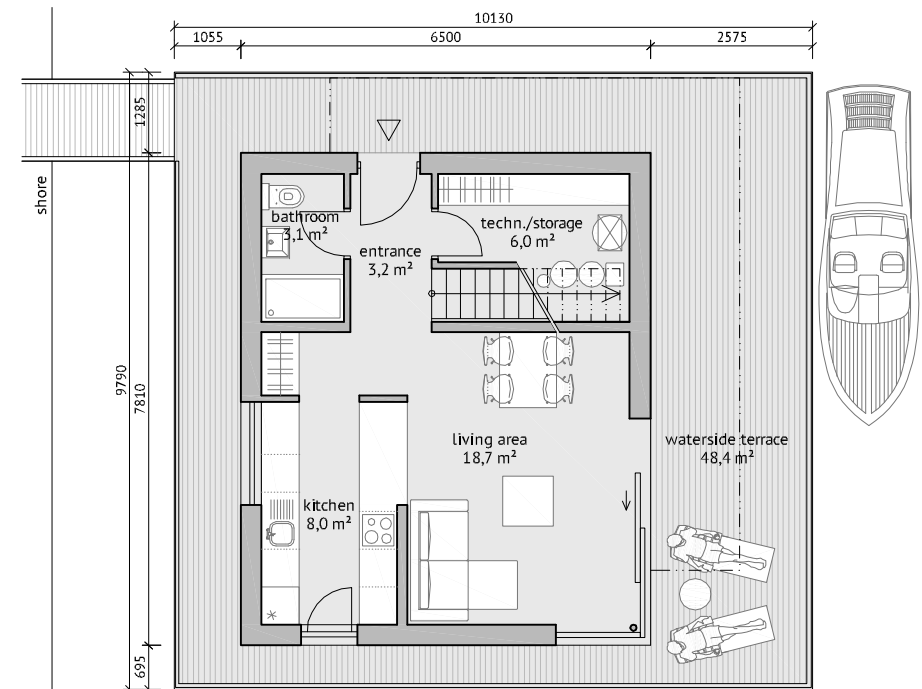 10130
1055
6500
2575
1285
shore
bathroom
3,1 m²
techn./storage
6,0 m²
entrance
3,2 m²
9790
7810
living area
18,7 m²
waterside terrace
48,4 m²
kitchen
8,0 m²
695